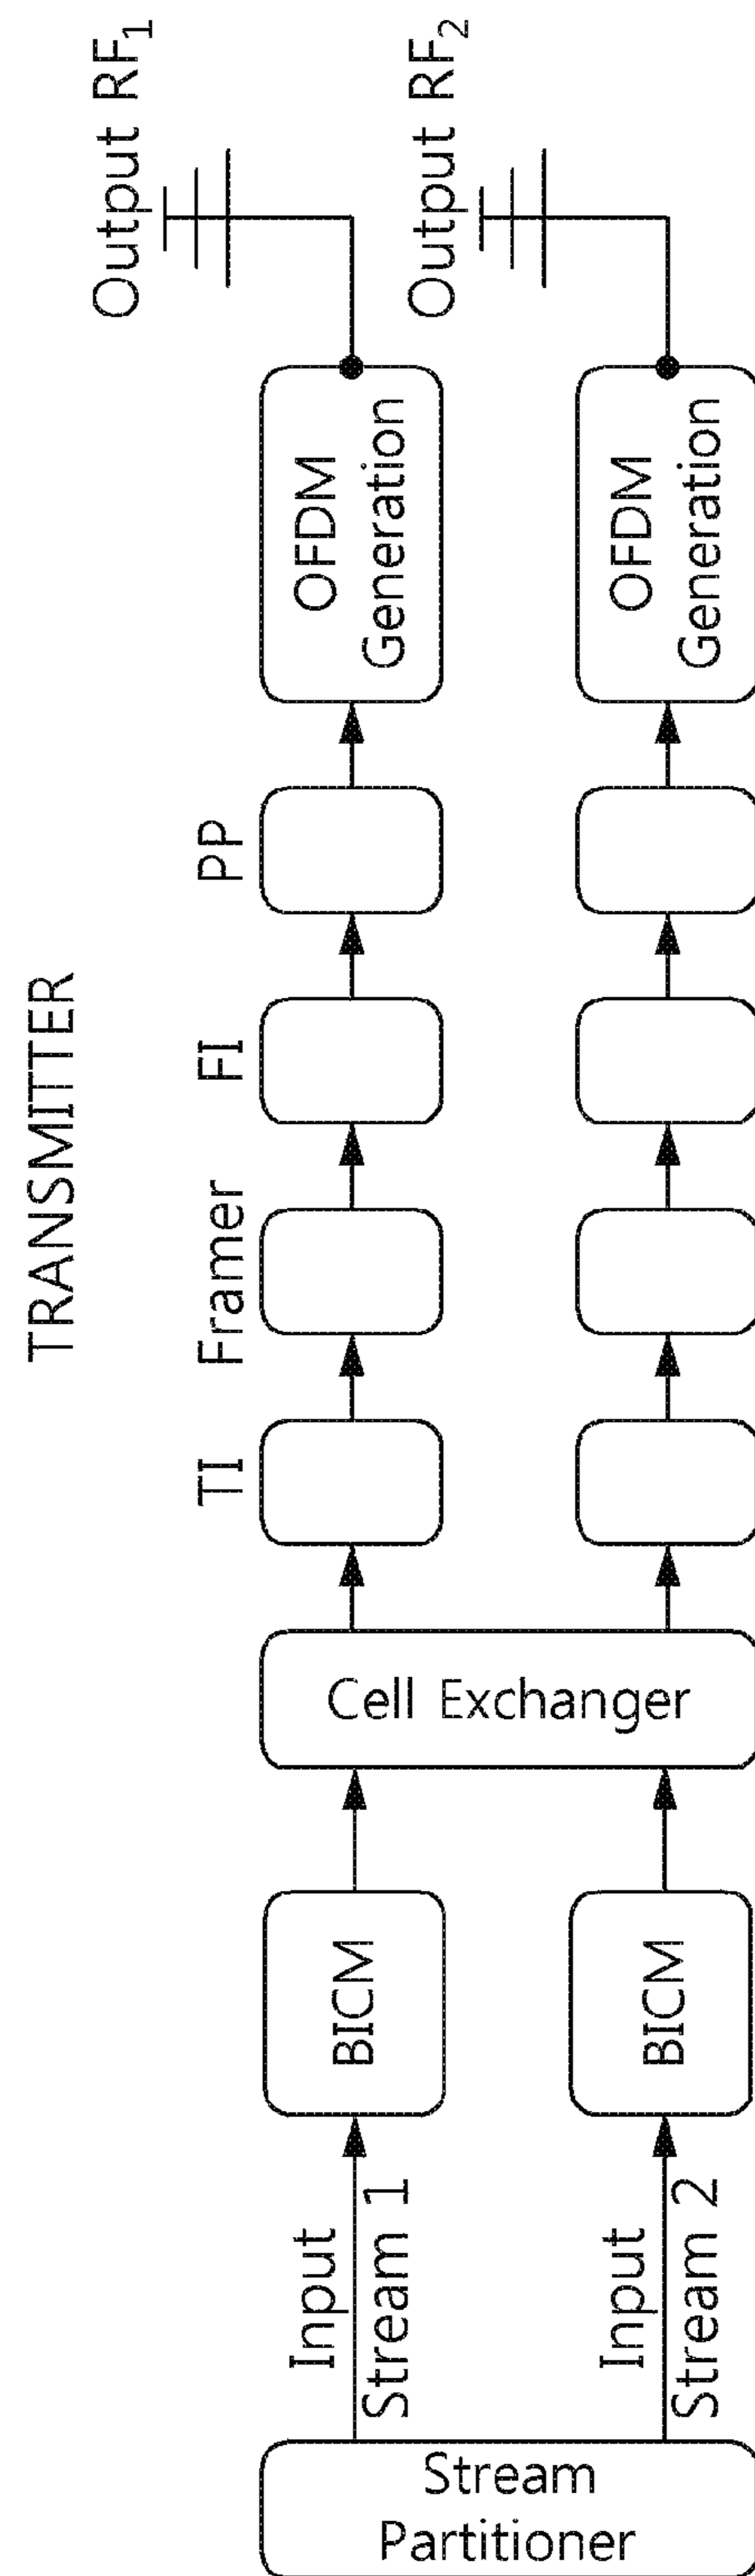 TRANSMITTER
Stream
Partitioner
Input
Stream 1
Input
Stream 2
BICM
BICM
Cell Exchanger
TI
Framer
FI
PP
OFDM
Generation
OFDM
Generation
Output RF₁
Output RF₂